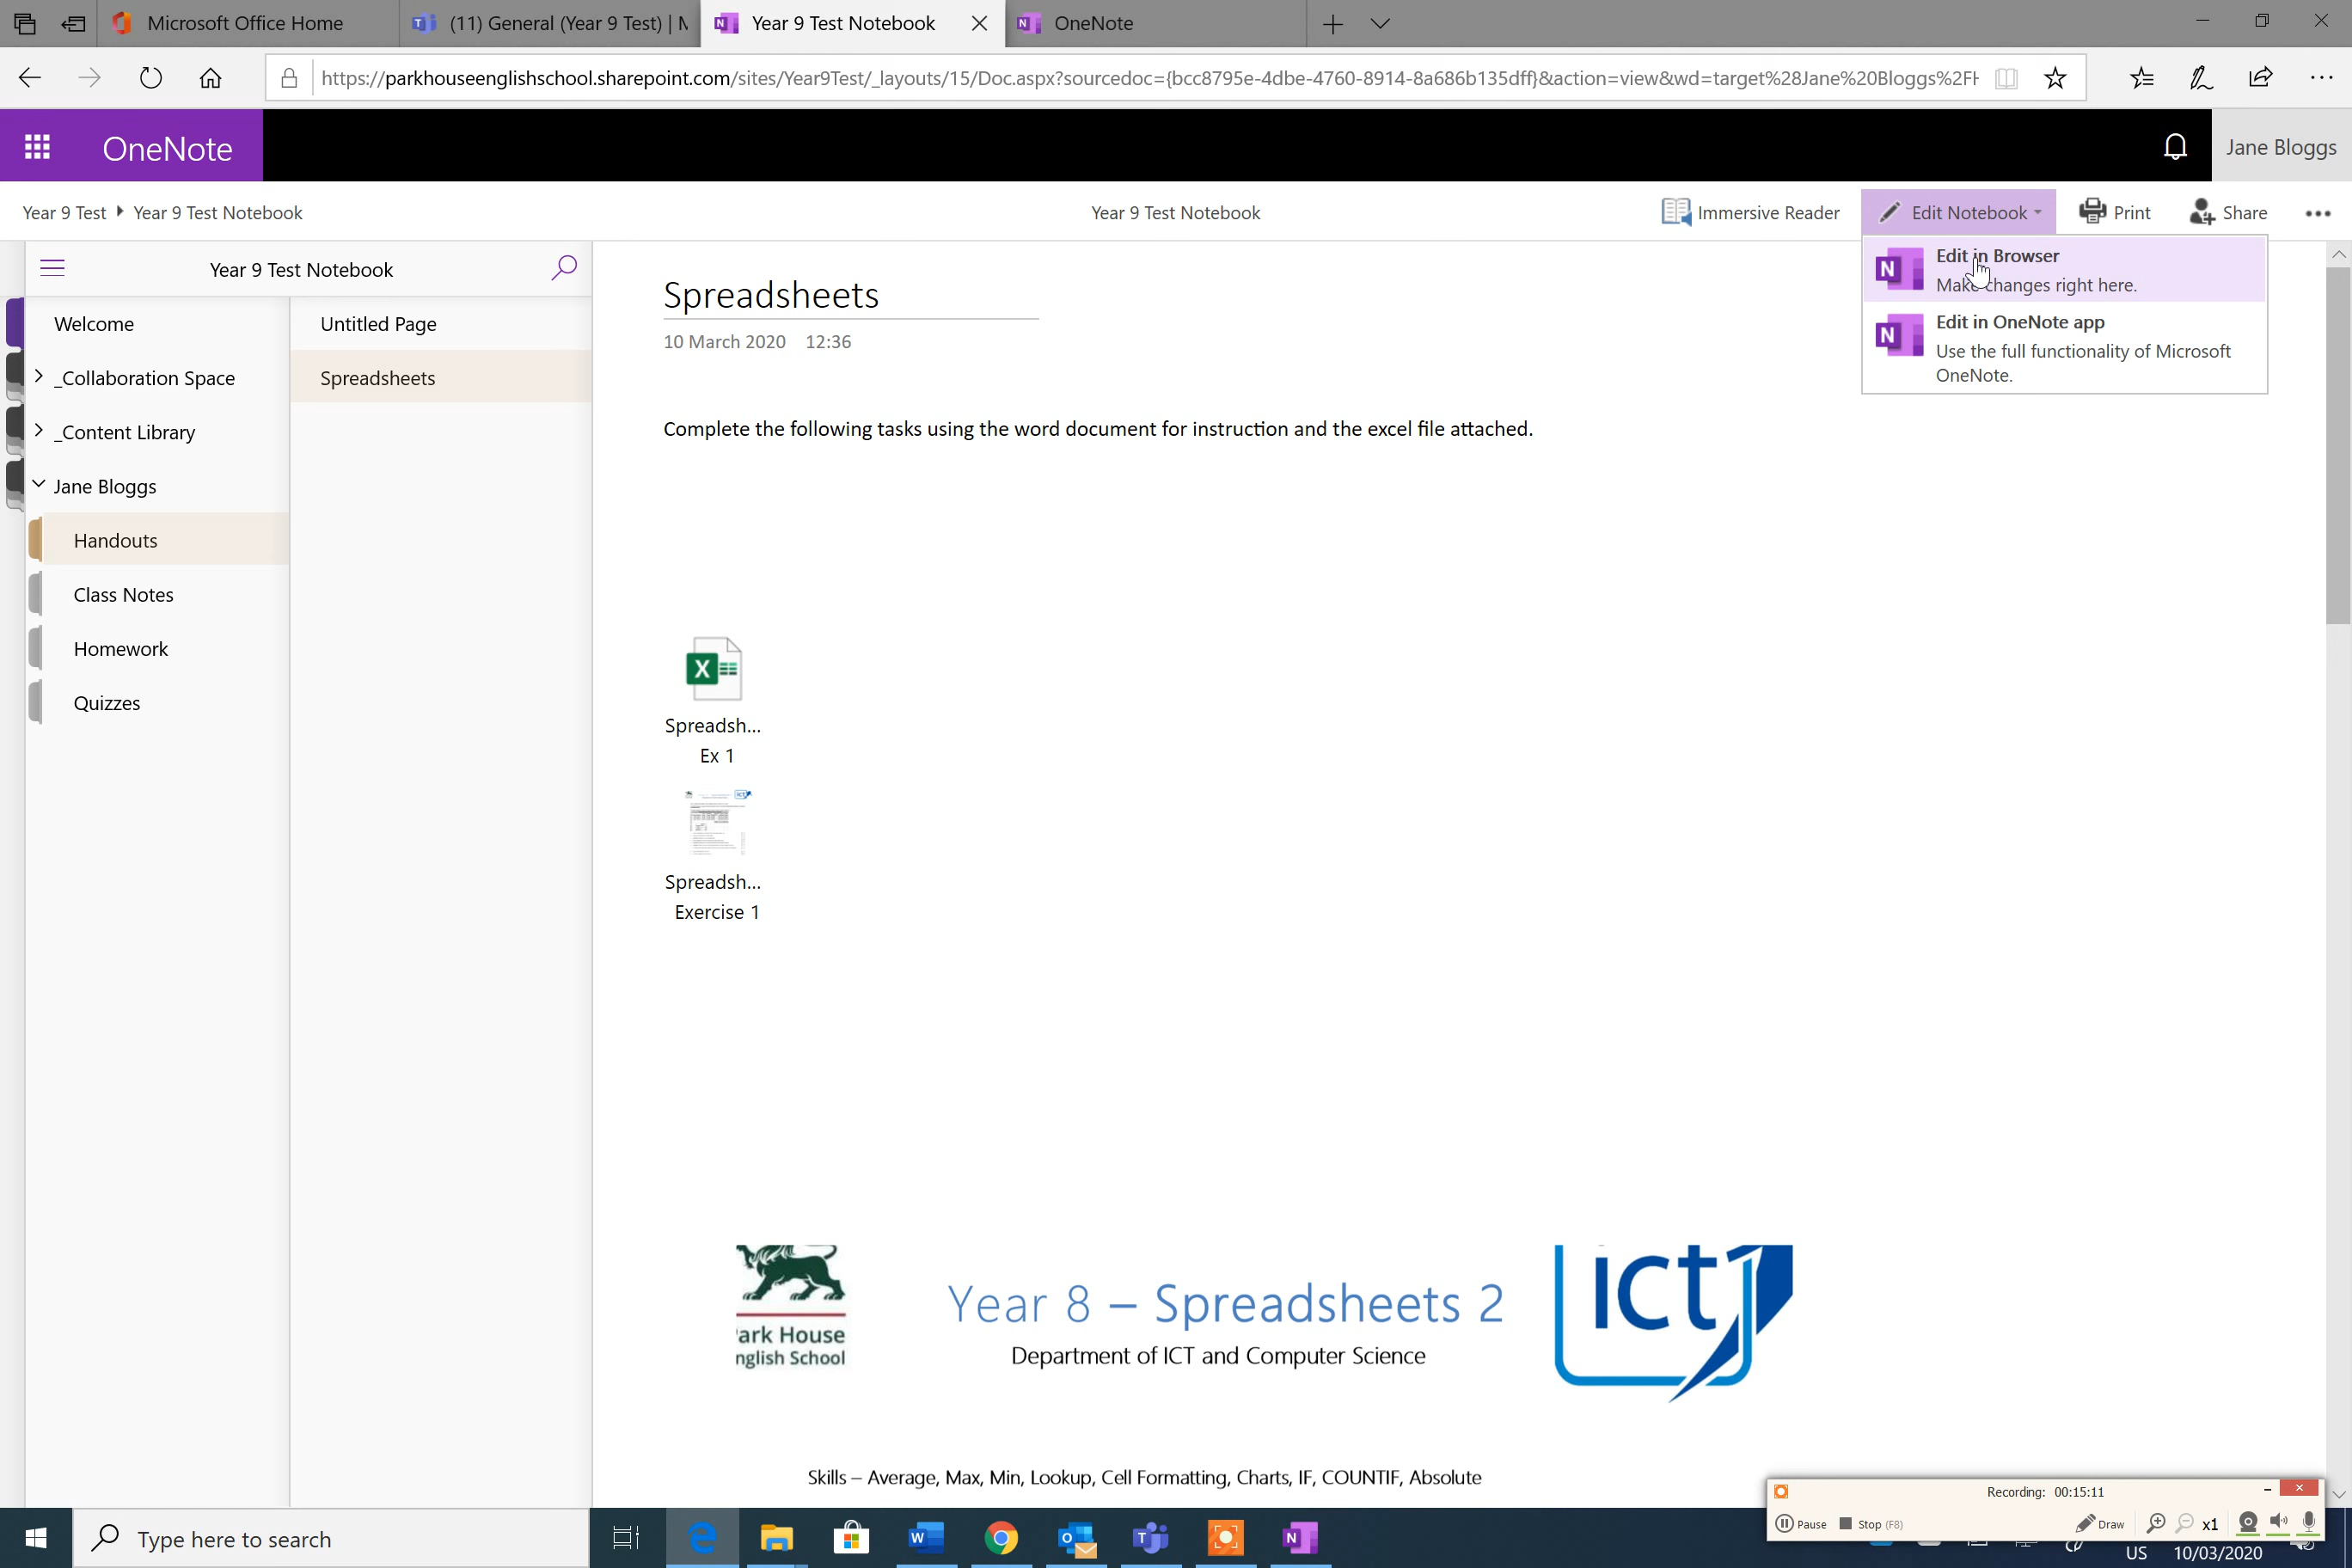 Microsoft Office Home
(11) General (Year 9 Test) | M
Year 9 Test Notebook
OneNote
https://parkhouseenglishschool.sharepoint.com/sites/Year9Test/_layouts/15/Doc.aspx?sourcedoc={bcc8795e-4dbe-4760-8914-8a686b135dff}&action=view&wd=target%28Jane%20Bloggs%2FH
OneNote
Jane Bloggs
Year 9 Test
Year 9 Test Notebook
Year 9 Test Notebook
Immersive Reader
Edit Notebook
Print
Share
Edit in Browser
Make changes right here.
Edit in OneNote app
Use the full functionality of Microsoft
OneNote.
Year 9 Test Notebook
Welcome
_Collaboration Space
_Content Library
Jane Bloggs
Handouts
Class Notes
Homework
Quizzes
Untitled Page
Spreadsheets
Spreadsheets
10 March 2020 12:36
Complete the following tasks using the word document for instruction and the excel file attached.
Spreadsh...
Ex 1
Spreadsh...
Exercise 1
ark House
nglish School
Year 8 – Spreadsheets 2
Department of ICT and Computer Science
ict
Skills – Average, Max, Min, Lookup, Cell Formatting, Charts, IF, COUNTIF, Absolute
Recording: 00:15:11
Pause
Stop (F8)
Draw
x1
Type here to search
US
10/03/2020